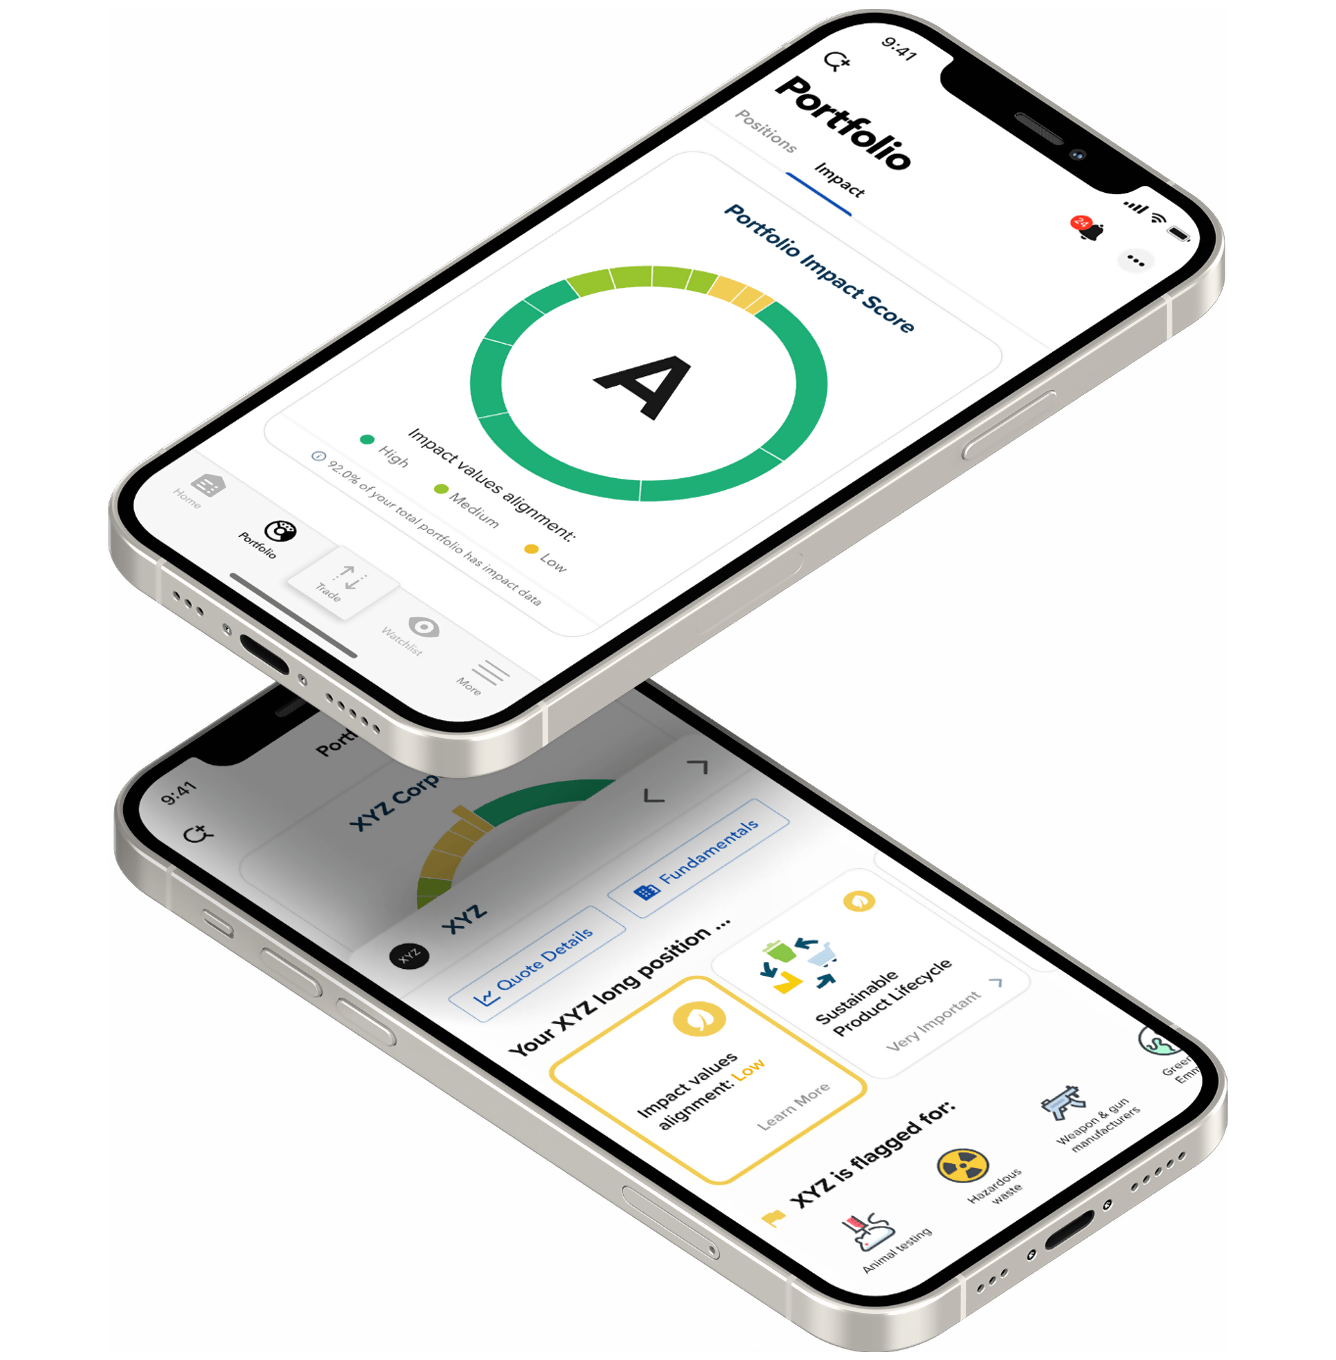 9:41
Portfolio
Positions
Impact
24
Portfolio Impact Score
A
Impact values alignment:
High
Medium
Low
92.0% of your total portfolio has impact data
Home
Portfolio
Trade
Watchlist
More
9:41
XYZ Corp
XYZ
XYZ
Quote Details
Fundamentals
Your XYZ long position ...
Impact values
alignment: Low
Learn More
Sustainable
Product Lifecycle
Very Important
XYZ is flagged for:
Animal testing
Hazardous
waste
Weapon & gun
manufacturers